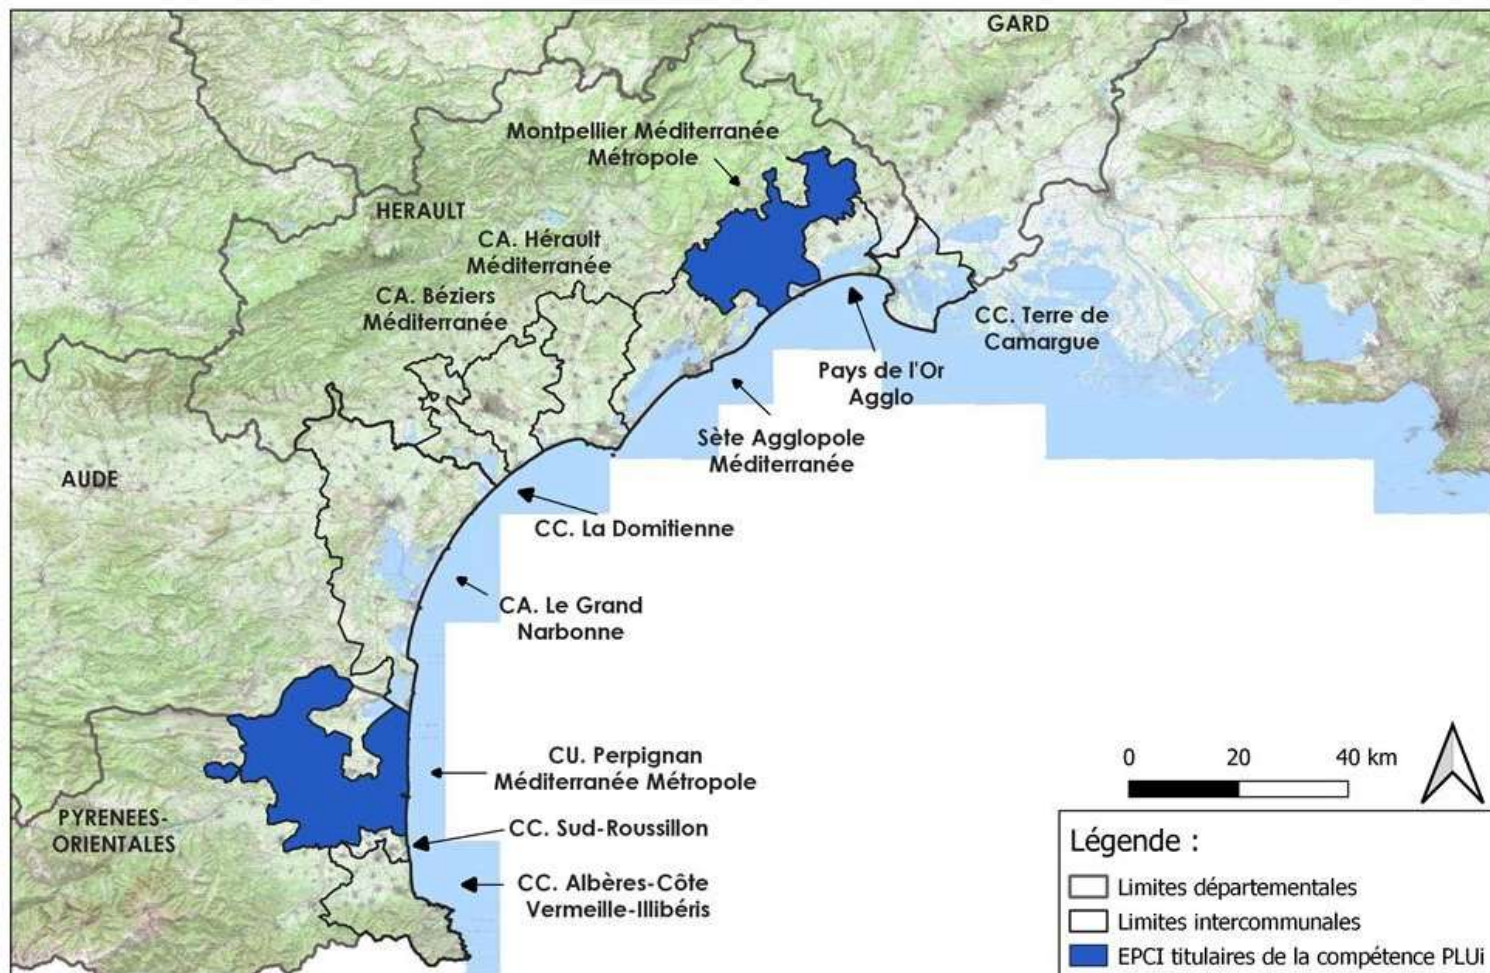 GARD
Montpellier Méditerranée
Métropole
HERAULT
CA. Hérault
Méditerranée
CA. Béziers
Méditerranée
CC. Terre de
Camargue
Pays de l'Or
Agglo
Sète Agglopole
Méditerranée
AUDE
CC. La Domitienne
CA. Le Grand
Narbonne
CU. Perpignan
Méditerranée Métropole
PYRENEES-
ORIENTALES
CC. Sud-Roussillon
CC. Albères-Côte
Vermeille-Illibéris
0 20 40 km
Légende :
Limites départementales
Limites intercommunales
EPCI titulaires de la compétence PLUi